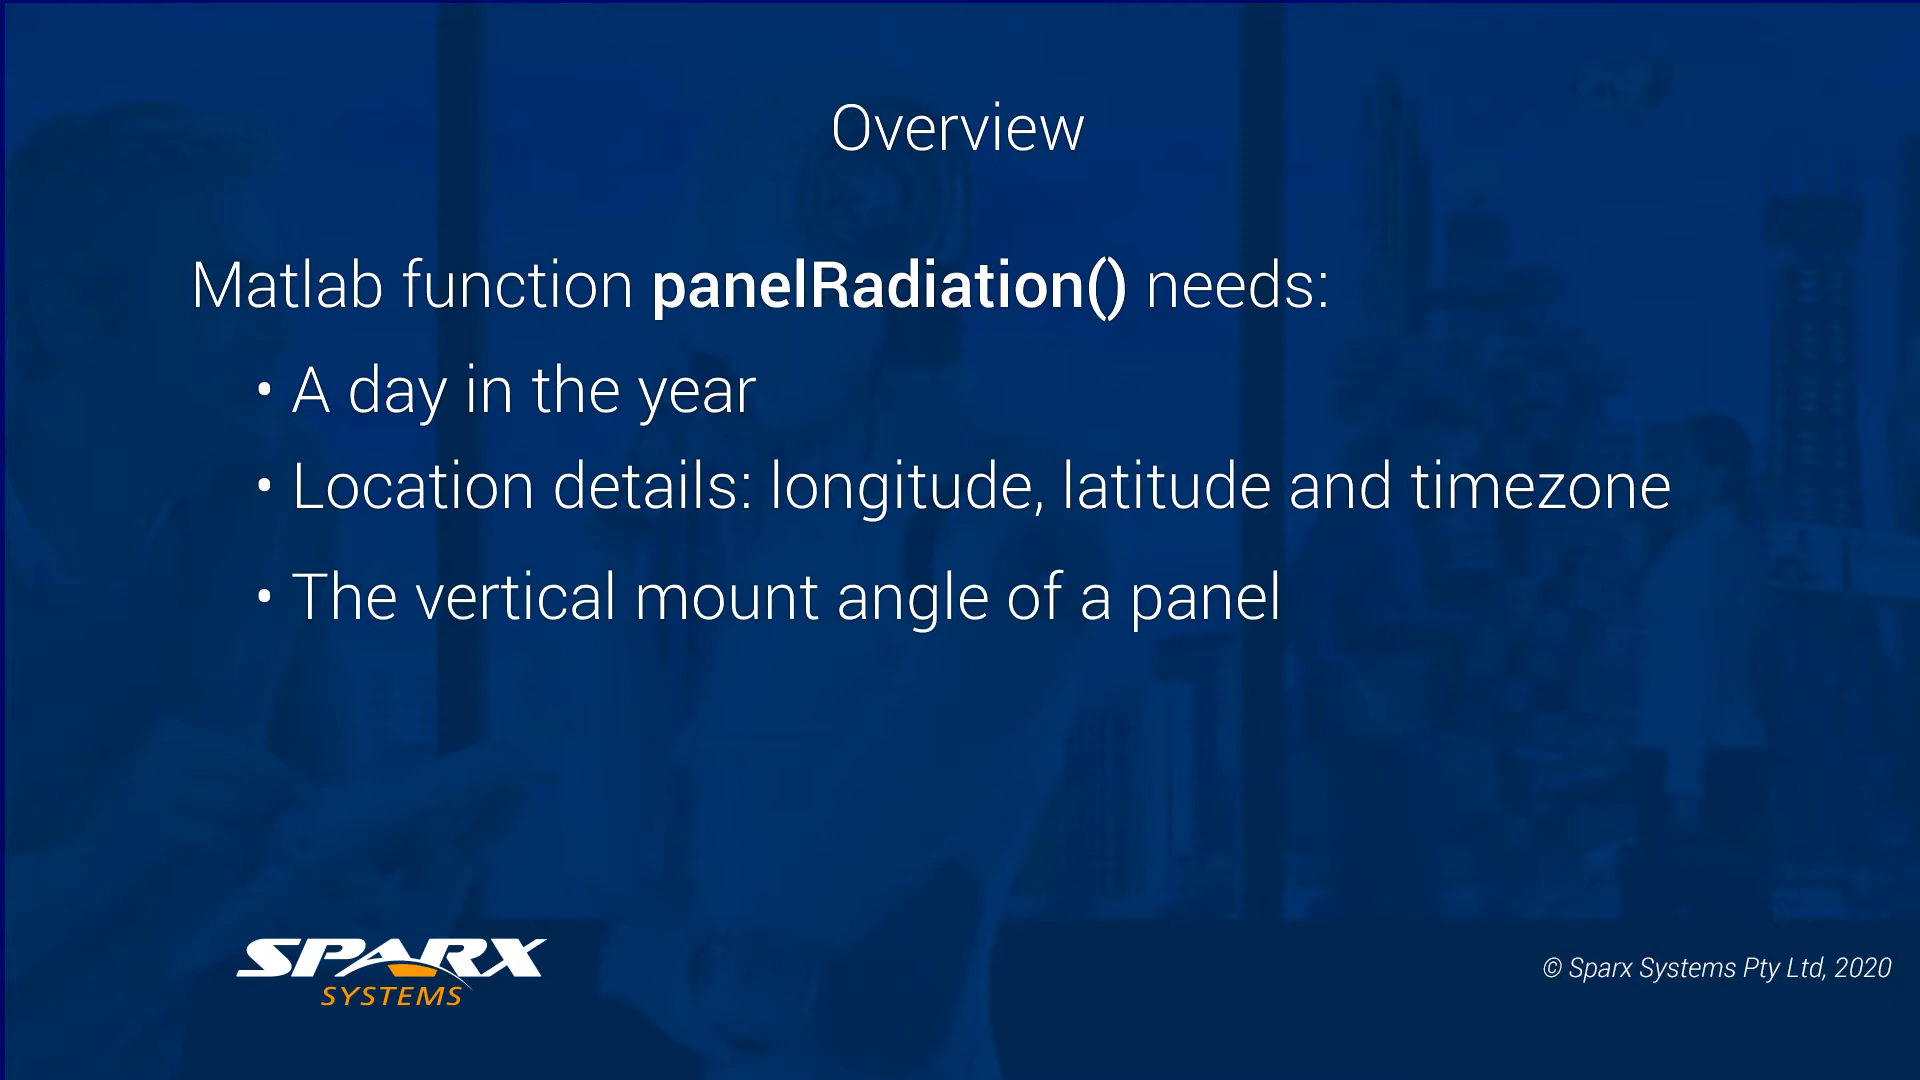 Overview
Matlab function panelRadiation() needs:
• A day in the year
• Location details: longitude, latitude and timezone
• The vertical mount angle of a panel
SPARX
SYSTEMS
© Sparx Systems Pty Ltd, 2020